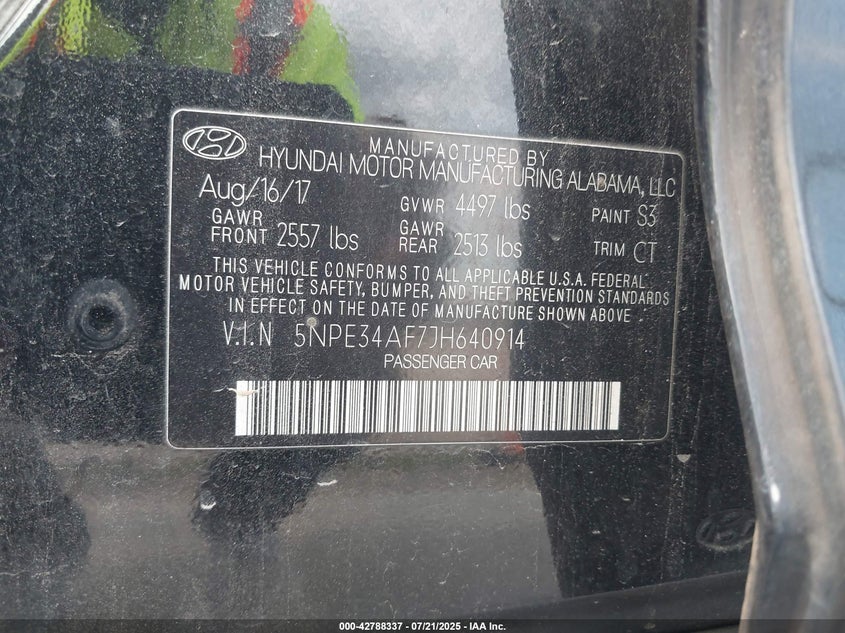 MANUFACTURED BY
HYUNDAI MOTOR MANUFACTURING ALABAMA, LLC
Aug/16/17 GVWR 4497 lbs PAINT S3
GAWR FRONT 2557 lbs GAWR REAR 2513 lbs TRIM CT
THIS VEHICLE CONFORMS TO ALL APPLICABLE U.S.A. FEDERAL
MOTOR VEHICLE SAFETY, BUMPER, AND THEFT PREVENTION STANDARDS
IN EFFECT ON THE DATE OF MANUFACTURE SHOWN ABOVE
V.I.N 5NPE34AF7JH640914
PASSENGER CAR
000-42788337 - 07/21/2025 - IAA Inc.